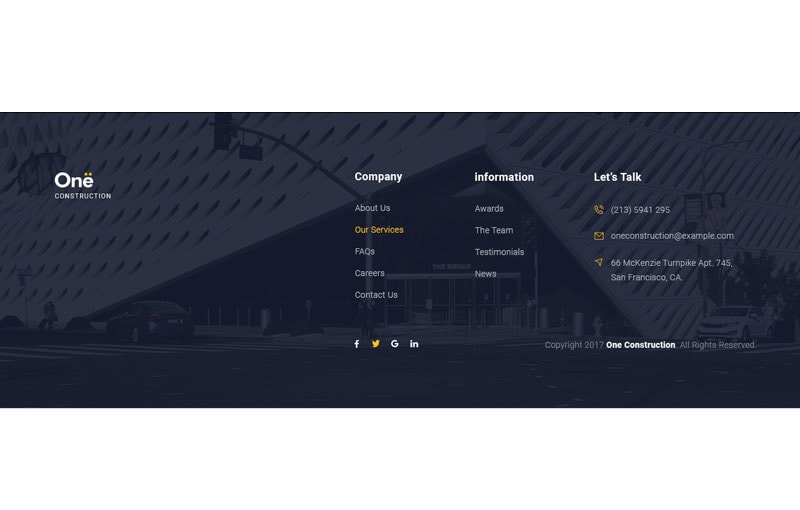 Onë
CONSTRUCTION
Company
About Us
Our Services
FAQs
Careers
Contact Us
information
Awards
The Team
Testimonials
News
Let's Talk
(213) 5941 295
oneconstruction@example.com
66 McKenzie Turnpike Apt. 745,
San Francisco, CA.
THE BROAD
Copyright 2017 One Construction. All Rights Reserved.